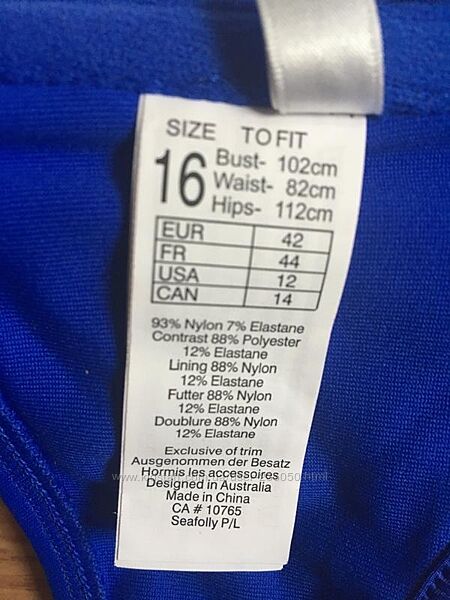 SIZE TO FIT
16 Bust- 102cm
Waist- 82cm
Hips- 112cm
EUR 42
FR 44
USA 12
CAN 14
93% Nylon 7% Elastane
Contrast 88% Polyester
12% Elastane
Lining 88% Nylon
12% Elastane
Futter 88% Nylon
12% Elastane
Doublure 88% Nylon
12% Elastane
Exclusive of trim
Ausgenommen der Besatz
Hormis les accessoires
Designed in Australia
Made in China
CA # 10765
Seafolly P/L